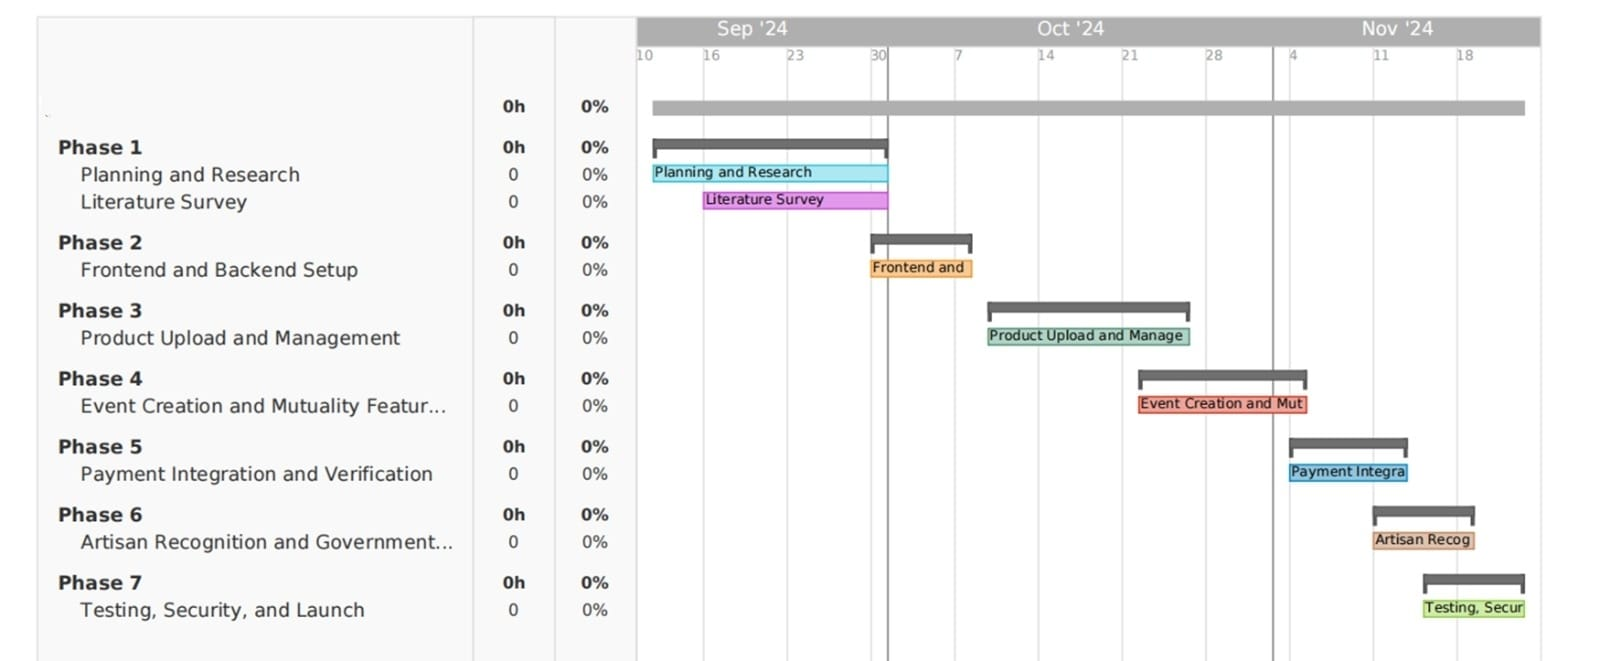 Sep '24 Oct '24 Nov '24
10 16 23 30 7 14 21 28 4 11 18
0h 0%
Phase 1 0h 0%
Planning and Research 0 0% Planning and Research
Literature Survey 0 0% Literature Survey
Phase 2 0h 0%
Frontend and Backend Setup 0 0% Frontend and
Phase 3 0h 0%
Product Upload and Management 0 0% Product Upload and Manage
Phase 4 0h 0%
Event Creation and Mutuality Featur... 0 0% Event Creation and Mut
Phase 5 0h 0%
Payment Integration and Verification 0 0% Payment Integra
Phase 6 0h 0%
Artisan Recognition and Government... 0 0% Artisan Recog
Phase 7 0h 0%
Testing, Security, and Launch 0 0% Testing, Secur